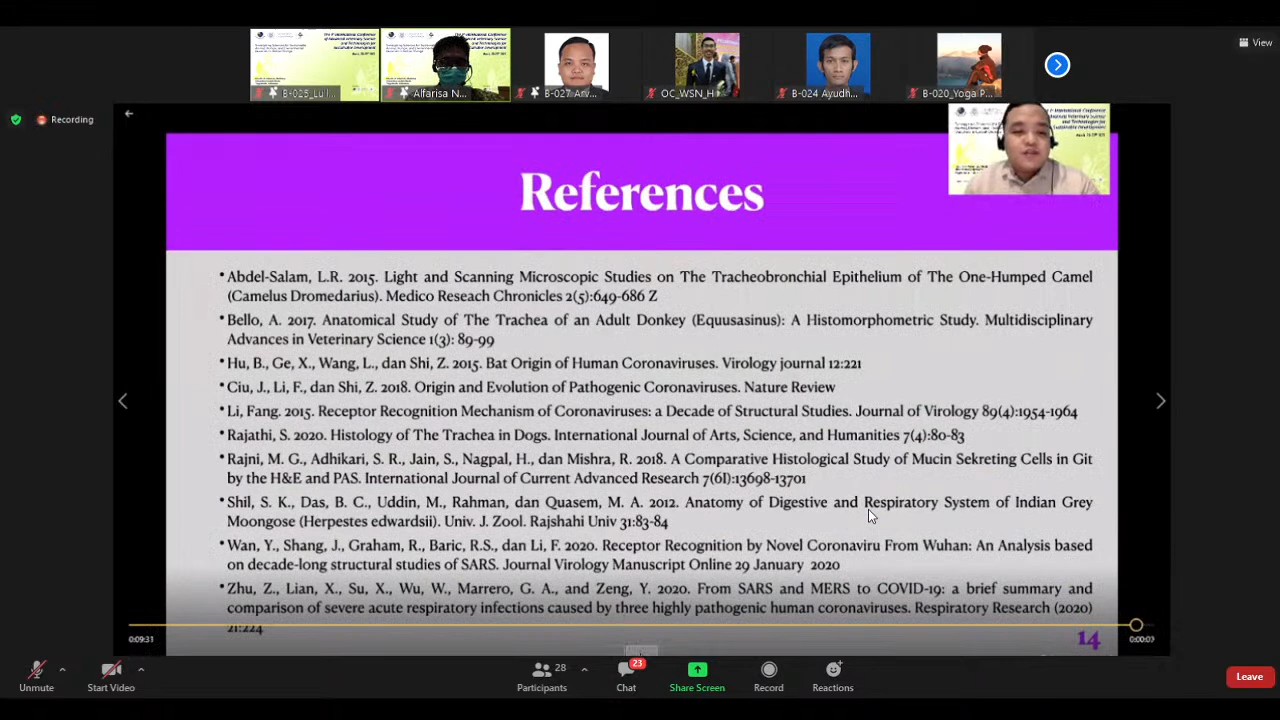 View
B-025_Lu'l...
Alfarisa N...
B-027 Arv...
OC_WSN_H...
B-024 Ayudh...
B-020_Yoga P...
Recording
References
•Abdel-Salam, L.R. 2015. Light and Scanning Microscopic Studies on The Tracheobronchial Epithelium of The One-Humped Camel
(Camelus Dromedarius). Medico Reseach Chronicles 2(5):649-686 Z
•Bello, A. 2017. Anatomical Study of The Trachea of an Adult Donkey (Equusasinus): A Histomorphometric Study. Multidisciplinary
Advances in Veterinary Science 1(3): 89-99
•Hu, B., Ge, X., Wang, L., dan Shi, Z. 2015. Bat Origin of Human Coronaviruses. Virology journal 12:221
•Ciu, J., Li, F., dan Shi, Z. 2018. Origin and Evolution of Pathogenic Coronaviruses. Nature Review
•Li, Fang. 2015. Receptor Recognition Mechanism of Coronaviruses: a Decade of Structural Studies. Journal of Virology 89(4):1954-1964
•Rajathi, S. 2020. Histology of The Trachea in Dogs. International Journal of Arts, Science, and Humanities 7(4):80-83
•Rajni, M. G., Adhikari, S. R., Jain, S., Nagpal, H., dan Mishra, R. 2018. A Comparative Histological Study of Mucin Sekreting Cells in Git
by the H&E and PAS. International Journal of Current Advanced Research 7(6I):13698-13701
•Shil, S. K., Das, B. C., Uddin, M., Rahman, dan Quasem, M. A. 2012. Anatomy of Digestive and Respiratory System of Indian Grey
Moongose (Herpestes edwardsii). Univ. J. Zool. Rajshahi Univ 31:83-84
•Wan, Y., Shang, J., Graham, R., Baric, R.S., dan Li, F. 2020. Receptor Recognition by Novel Coronaviru From Wuhan: An Analysis based
on decade-long structural studies of SARS. Journal Virology Manuscript Online 29 January 2020
•Zhu, Z., Lian, X., Su, X., Wu, W., Marrero, G. A., and Zeng, Y. 2020. From SARS and MERS to COVID-19: a brief summary and
comparison of severe acute respiratory infections caused by three highly pathogenic human coronaviruses. Respiratory Research (2020)
21:224
0:09:31
0:00:03
14
Unmute
Start Video
28
Participants
23
Chat
Share Screen
Record
Reactions
Leave